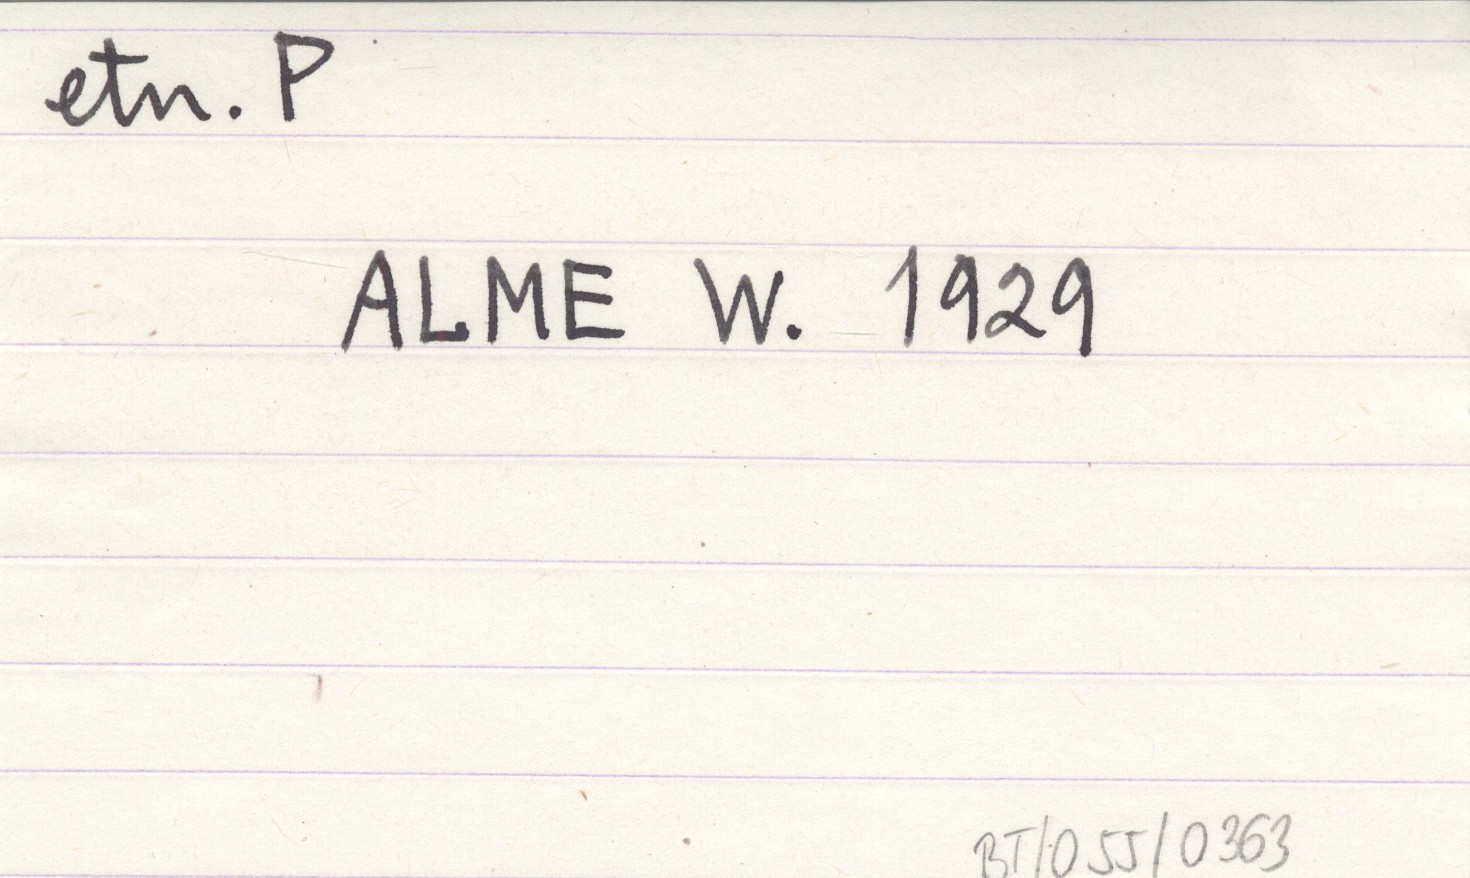 etn. P
ALME W. 1929
BT/055/0363